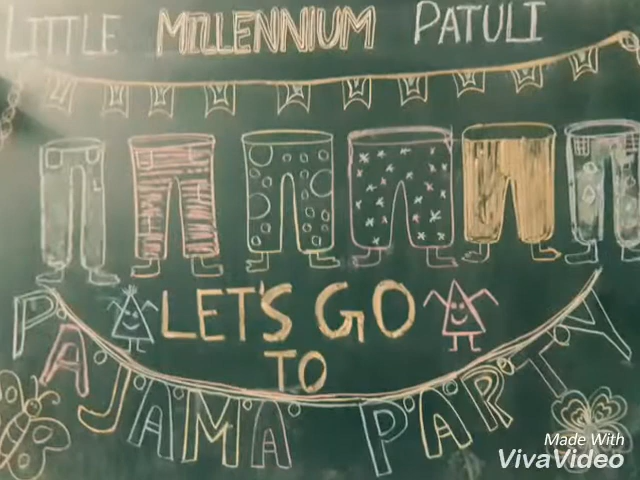 LITTLE MILLENNIUM PATULI
LET'S GO
TO
PAJAMA PARTY
Made With
VivaVideo